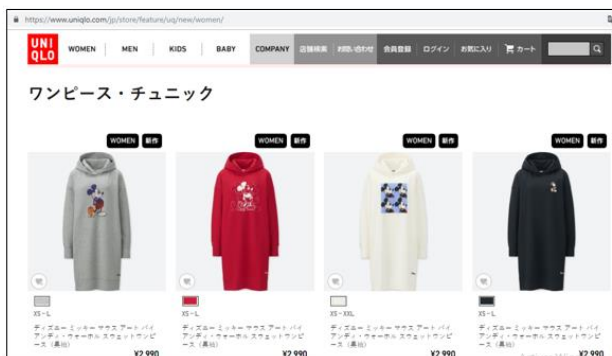 https://www.uniqlo.com/jp/store/feature/uq/new/women/
UNI
QLO
WOMEN MEN KIDS BABY COMPANY 店舗検索 お問い合わせ 会員登録 ログイン お気に入り カート
ワンピース・チュニック
WOMEN 新作 WOMEN 新作 WOMEN 新作 WOMEN 新作
XS-L XS-L XS-XXL XS-L
ディズニー ミッキー マウス アート バイ ディズニー ミッキー マウス アート バイ ディズニー ミッキー マウス アート バイ ディズニー ミッキー マウス アート バイ
アンディ・ウォーホル スウェットワンピ アンディ・ウォーホル スウェットワンピ アンディ・ウォーホル スウェットワンピ アンディ・ウォーホル スウェットワンピ
ース（長袖） ース（長袖） ース（長袖） ース（長袖）
¥2,990 ¥2,990 ¥2,990 ¥2,990